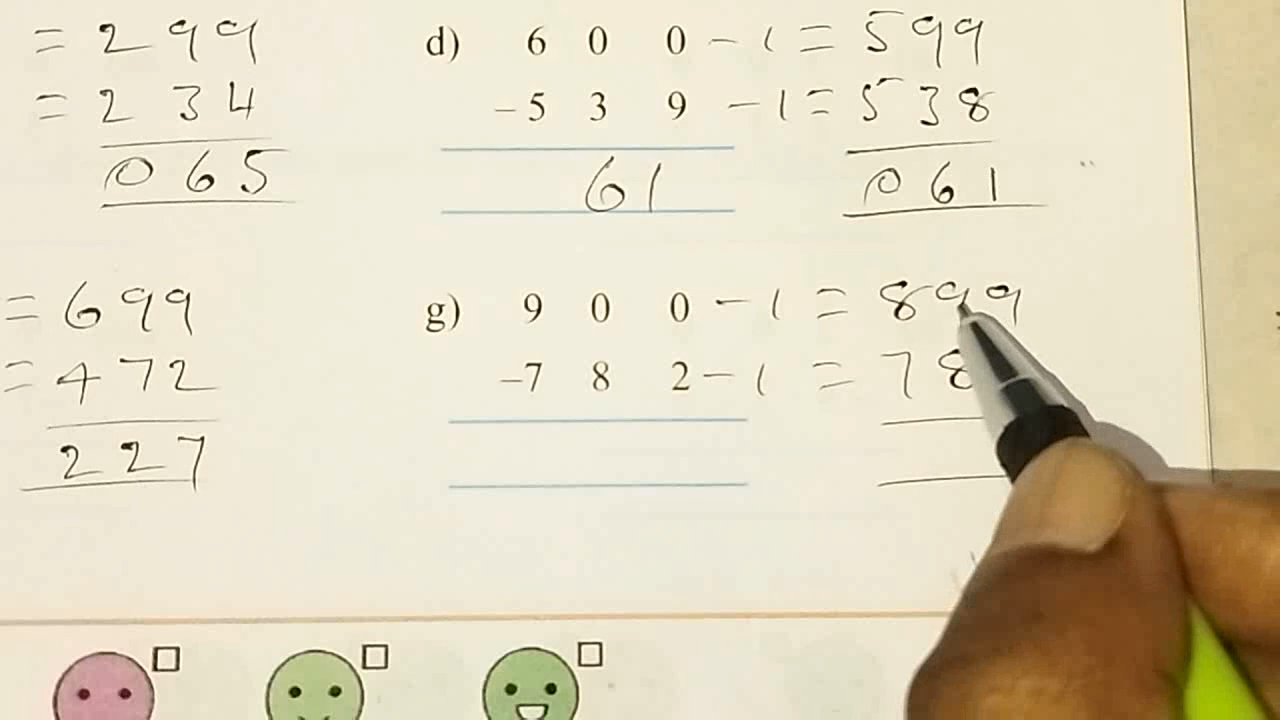 = 299
= 234
065
d) 6 0 0 - 1 = 599
-5 3 9 - 1 = 538
61
061
= 699
= 472
227
g) 9 0 0 - 1 = 899
-7 8 2 - 1 = 78